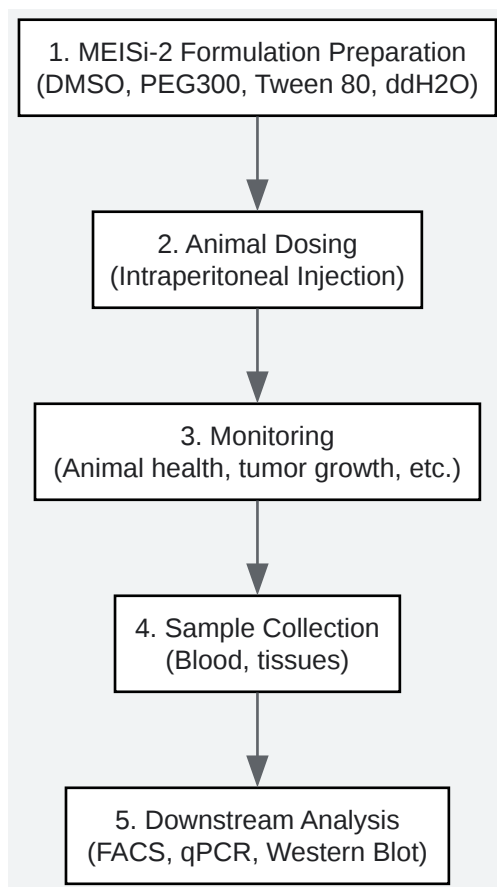 1. MEISi-2 Formulation Preparation
(DMSO, PEG300, Tween 80, ddH2O)
2. Animal Dosing
(Intraperitoneal Injection)
3. Monitoring
(Animal health, tumor growth, etc.)
4. Sample Collection
(Blood, tissues)
5. Downstream Analysis
(FACS, qPCR, Western Blot)